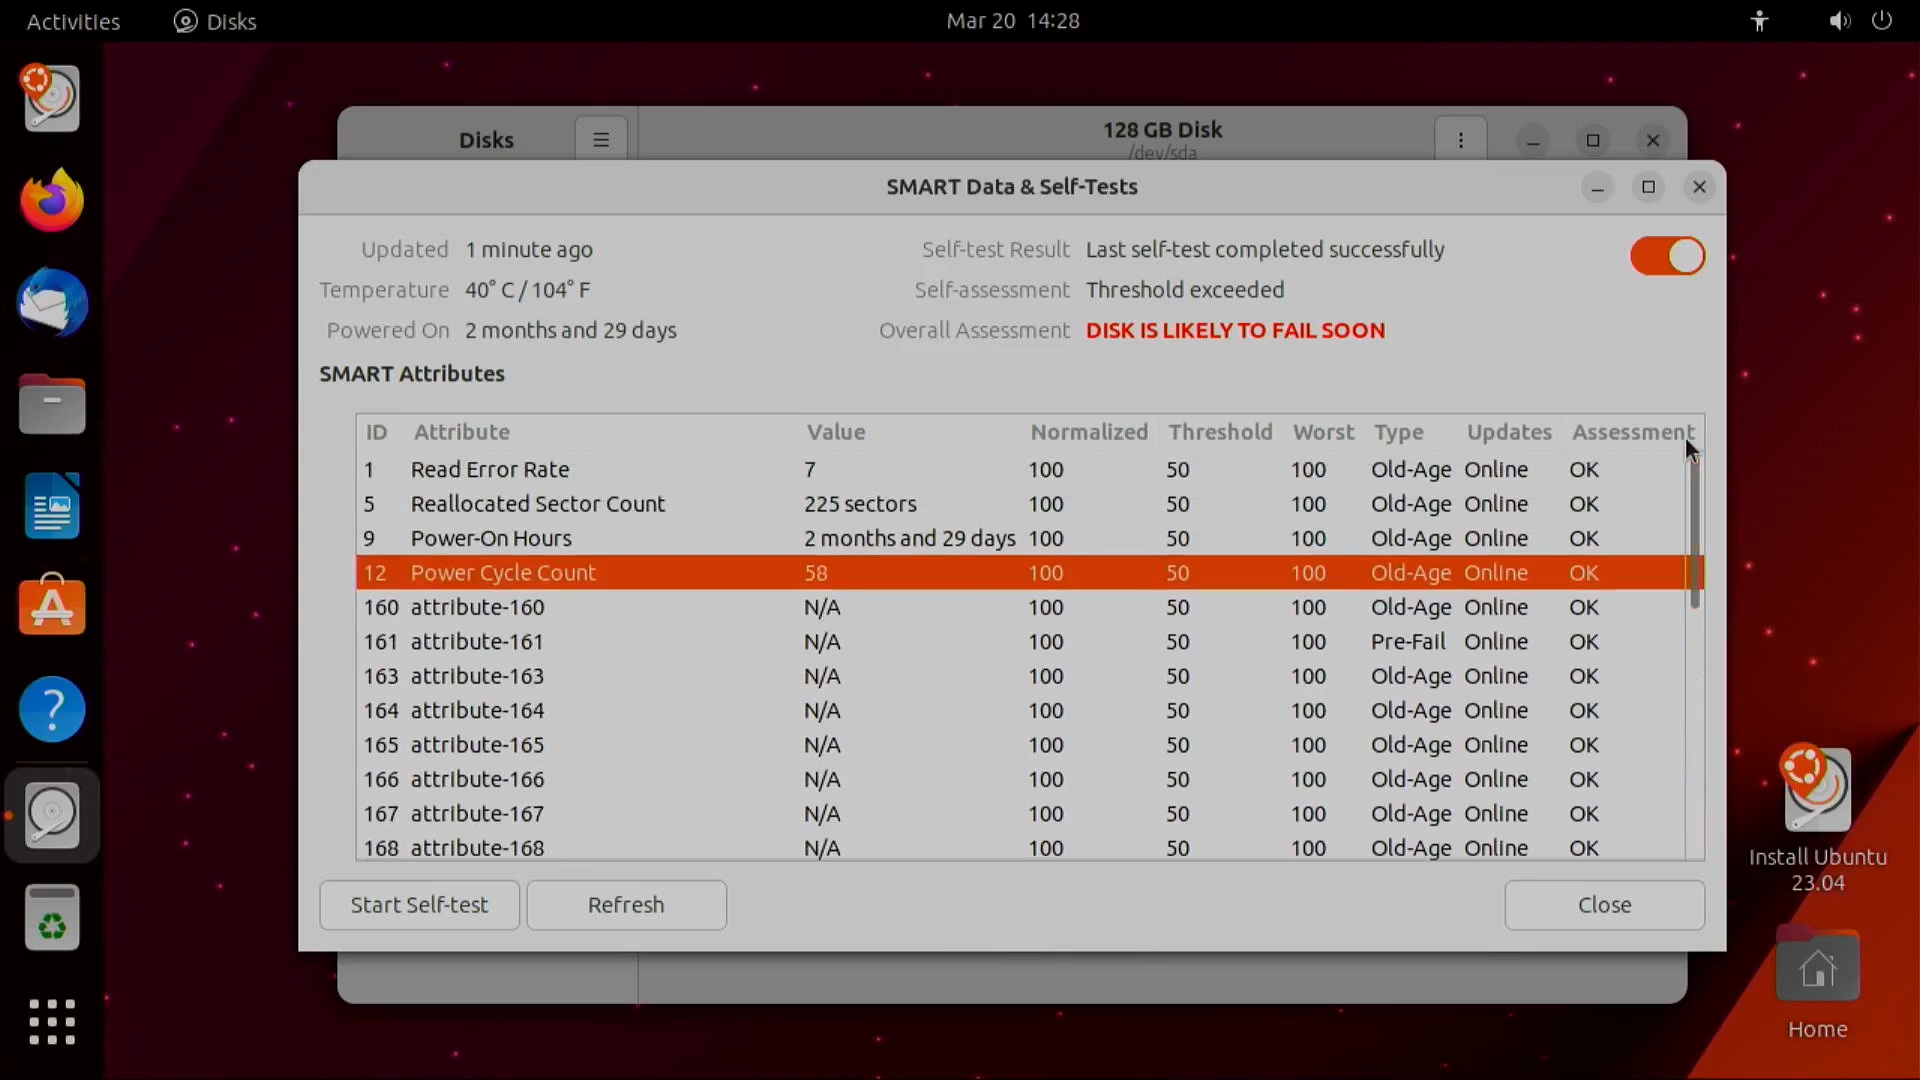 Activities Disks Mar 20 14:28
Disks 128 GB Disk
/dev/sda
SMART Data & Self-Tests
Updated 1 minute ago Self-test Result Last self-test completed successfully
Temperature 40° C / 104° F Self-assessment Threshold exceeded
Powered On 2 months and 29 days Overall Assessment DISK IS LIKELY TO FAIL SOON
SMART Attributes
ID Attribute Value Normalized Threshold Worst Type Updates Assessment
1 Read Error Rate 7 100 50 100 Old-Age Online OK
5 Reallocated Sector Count 225 sectors 100 50 100 Old-Age Online OK
9 Power-On Hours 2 months and 29 days 100 50 100 Old-Age Online OK
12 Power Cycle Count 58 100 50 100 Old-Age Online OK
160 attribute-160 N/A 100 50 100 Old-Age Online OK
161 attribute-161 N/A 100 50 100 Pre-Fail Online OK
163 attribute-163 N/A 100 50 100 Old-Age Online OK
164 attribute-164 N/A 100 50 100 Old-Age Online OK
165 attribute-165 N/A 100 50 100 Old-Age Online OK
166 attribute-166 N/A 100 50 100 Old-Age Online OK
167 attribute-167 N/A 100 50 100 Old-Age Online OK
168 attribute-168 N/A 100 50 100 Old-Age Online OK
Start Self-test Refresh Close
Install Ubuntu
23.04
Home